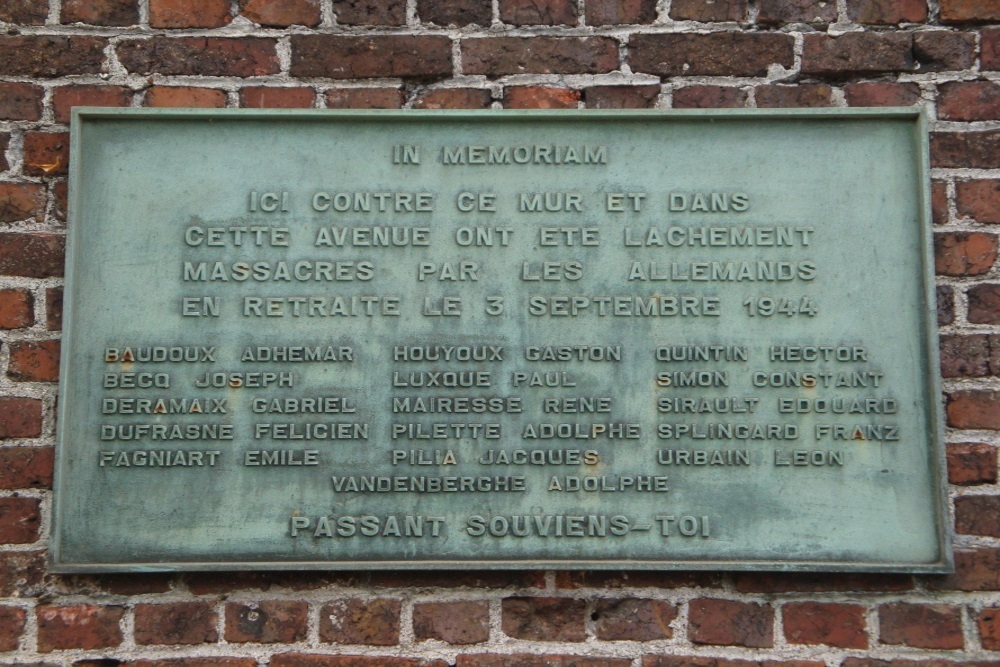 IN MEMORIAM
ICI CONTRE CE MUR ET DANS
CETTE AVENUE ONT ETE LACHEMENT
MASSACRES PAR LES ALLEMANDS
EN RETRAITE LE 3 SEPTEMBRE 1944
BAUDOUX ADHEMAR HOUYOUX GASTON QUINTIN HECTOR
BECQ JOSEPH LUXQUE PAUL SIMON CONSTANT
DERAMAIX GABRIEL MAIRESSE RENE SIRAULT EDOUARD
DUFRASNE FELICIEN PILETTE ADOLPHE SPLINGARD FRANZ
FAGNIART EMILE PILIA JACQUES URBAIN LEON
VANDENBERGHE ADOLPHE
PASSANT SOUVIENS-TOI